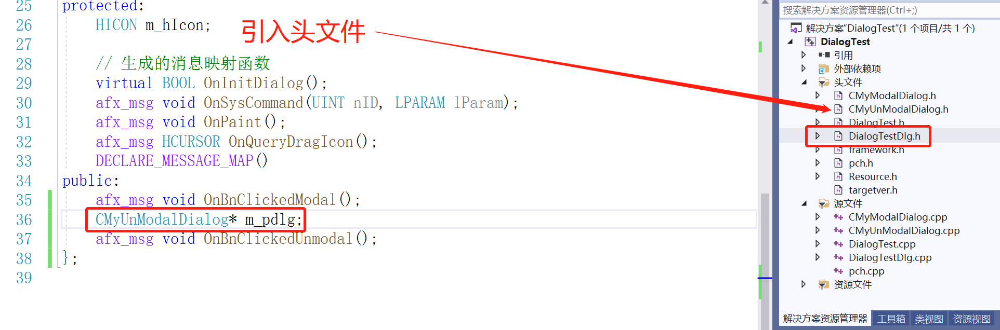 25 protected:
26 HICON m_hIcon;
27
28 // 生成的消息映射函数
29 virtual BOOL OnInitDialog();
30 afx_msg void OnSysCommand(UINT nID, LPARAM lParam);
31 afx_msg void OnPaint();
32 afx_msg HCURSOR OnQueryDragIcon();
33 DECLARE_MESSAGE_MAP()
34 public:
35 afx_msg void OnBnClickedModal();
36 CMyUnModalDialog* m_pdlg;
37 afx_msg void OnBnClickedUnmodal();
38 };
39
引入头文件
搜索解决方案资源管理器(Ctrl+;)
解决方案“DialogTest”(1 个项目/共 1 个)
DialogTest
引用
外部依赖项
头文件
CMyModalDialog.h
CMyUnModalDialog.h
DialogTest.h
DialogTestDlg.h
framework.h
pch.h
Resource.h
targetver.h
源文件
CMyModalDialog.cpp
CMyUnModalDialog.cpp
DialogTest.cpp
DialogTestDlg.cpp
pch.cpp
资源文件
解决方案资源管理器 工具箱 类视图 资源视图